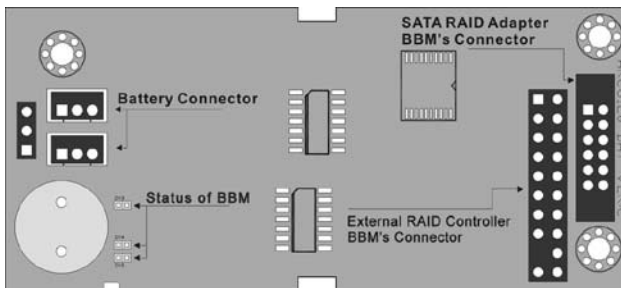 SATA RAID Adapter
BBM's Connector
Battery Connector
Status of BBM
External RAID Controller
BBM's Connector